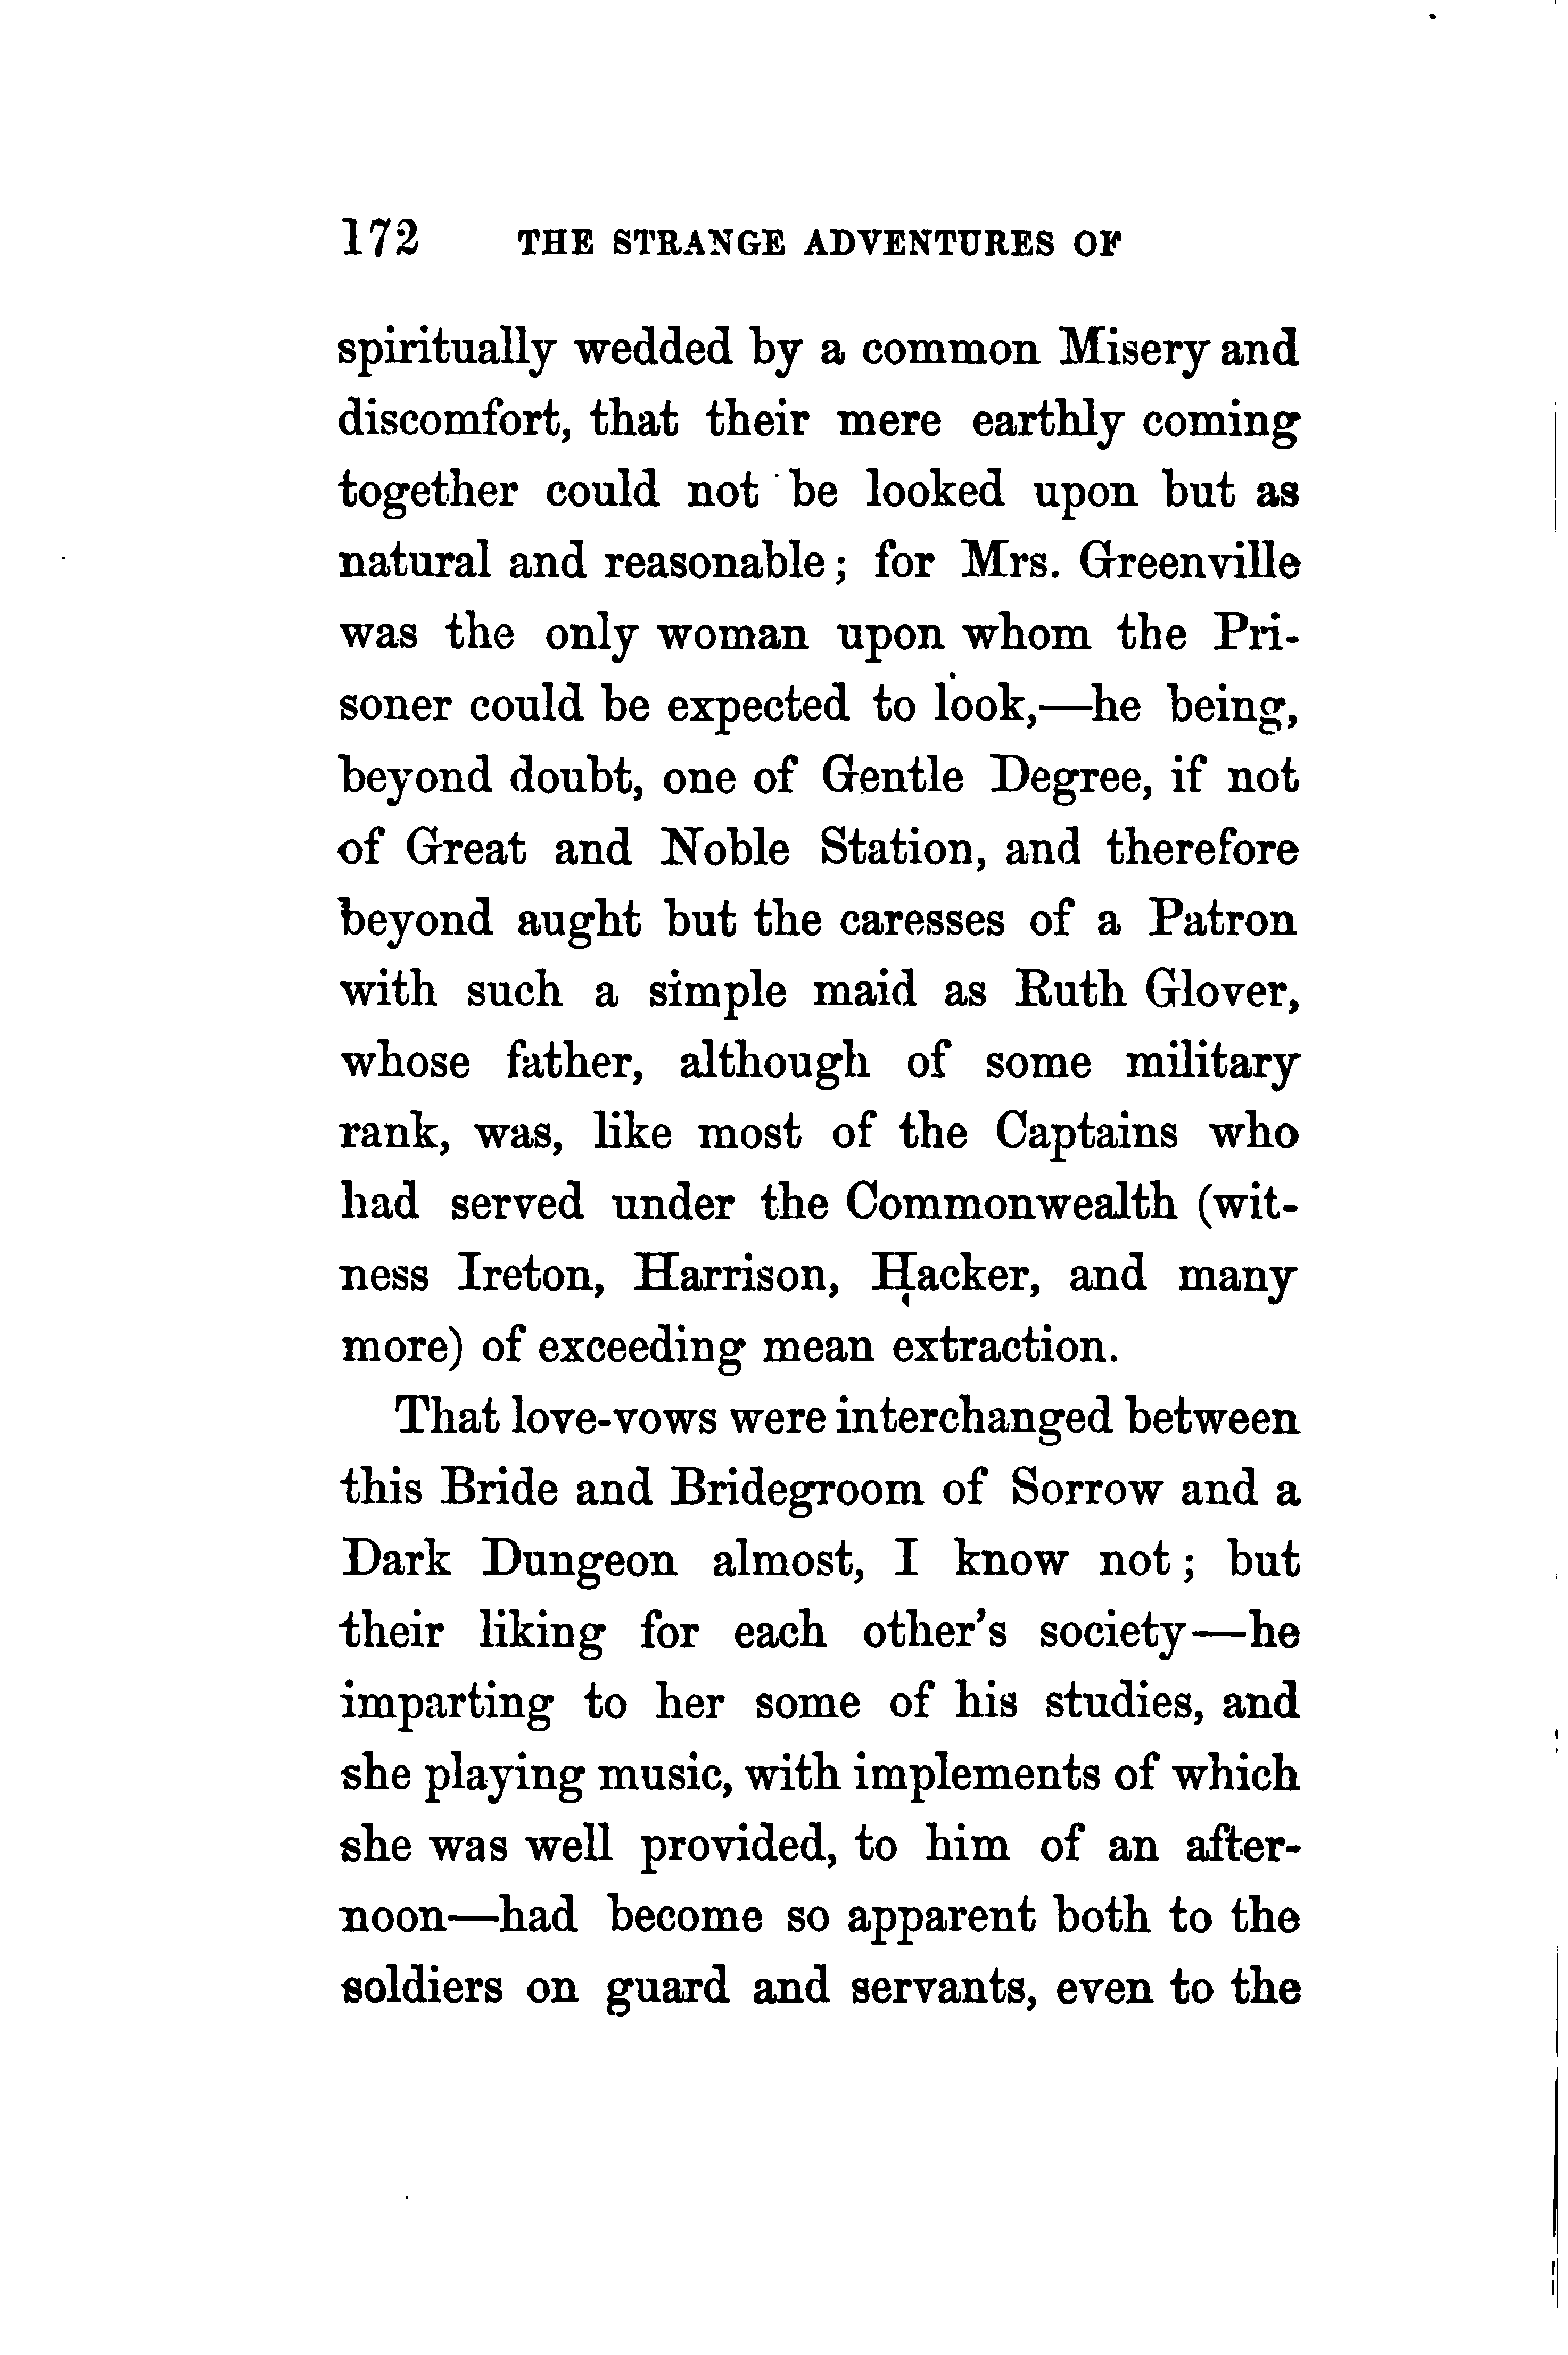 172 THE STRANGE ADVENTURES OF
spiritually wedded by a common Misery and
discomfort, that their mere earthly coming
together could not be looked upon but as
natural and reasonable; for Mrs. Greenville
was the only woman upon whom the Pri-
soner could be expected to look,—he being,
beyond doubt, one of Gentle Degree, if not
of Great and Noble Station, and therefore
beyond aught but the caresses of a Patron
with such a simple maid as Ruth Glover,
whose father, although of some military
rank, was, like most of the Captains who
had served under the Commonwealth (wit-
ness Ireton, Harrison, Hacker, and many
more) of exceeding mean extraction.
That love-vows were interchanged between
this Bride and Bridegroom of Sorrow and a
Dark Dungeon almost, I know not; but
their liking for each other's society—he
imparting to her some of his studies, and
she playing music, with implements of which
she was well provided, to him of an after-
noon—had become so apparent both to the
soldiers on guard and servants, even to the